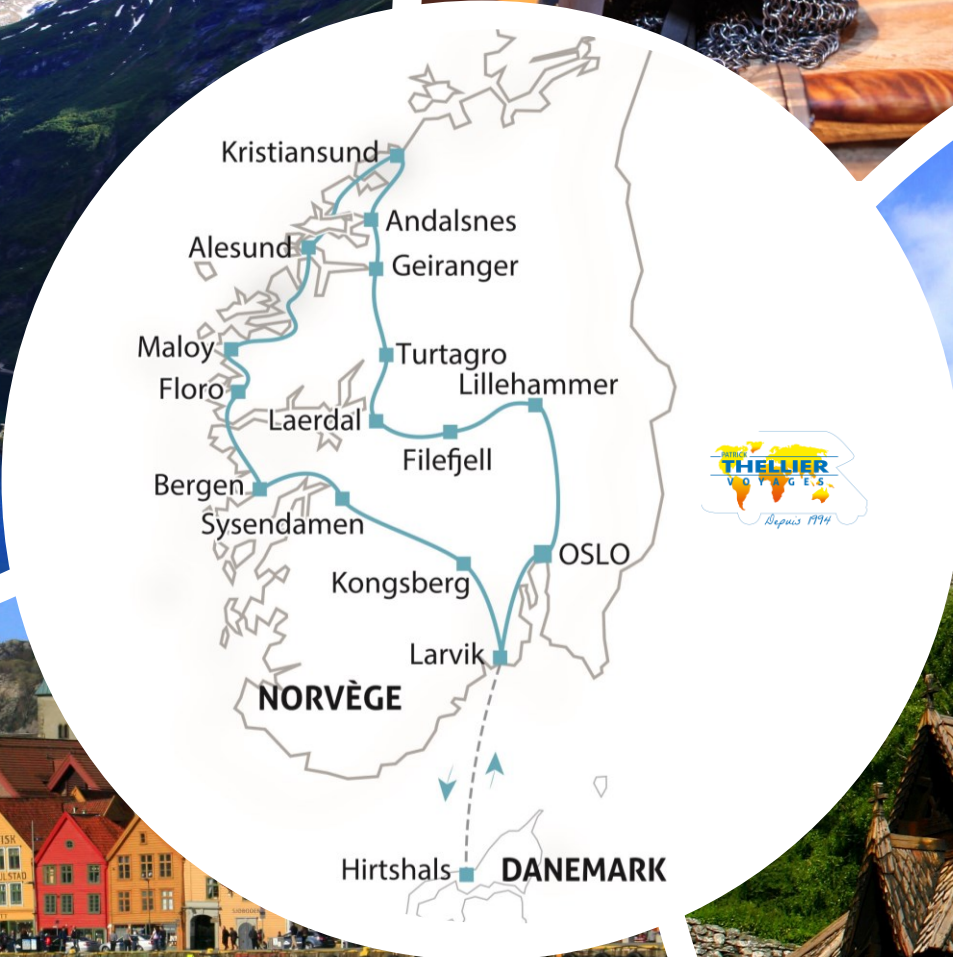 Kristiansund
Andalsnes
Alesund
Geiranger
Maloy
Turtagro
Floro
Lillehammer
Laerdal
Filefjell
PATRICK
THELLIER
VOYAGES
Depuis 1994
Bergen
Sysendamen
OSLO
Kongsberg
Larvik
NORVÈGE
Hirtshals
DANEMARK